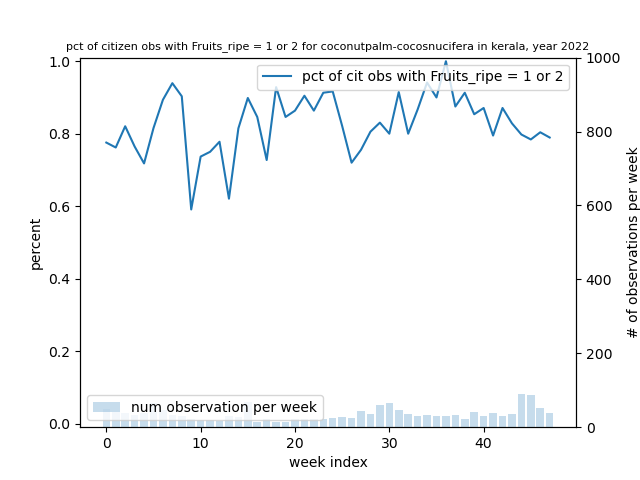 pct of citizen obs with Fruits_ripe = 1 or 2 for coconutpalm-cocosnucifera in kerala, year 2022
pct of cit obs with Fruits_ripe = 1 or 2
1.0
0.8
0.6
0.4
0.2
0.0
percent
1000
800
600
400
200
0
# of observations per week
num observation per week
0
10
20
30
40
week index